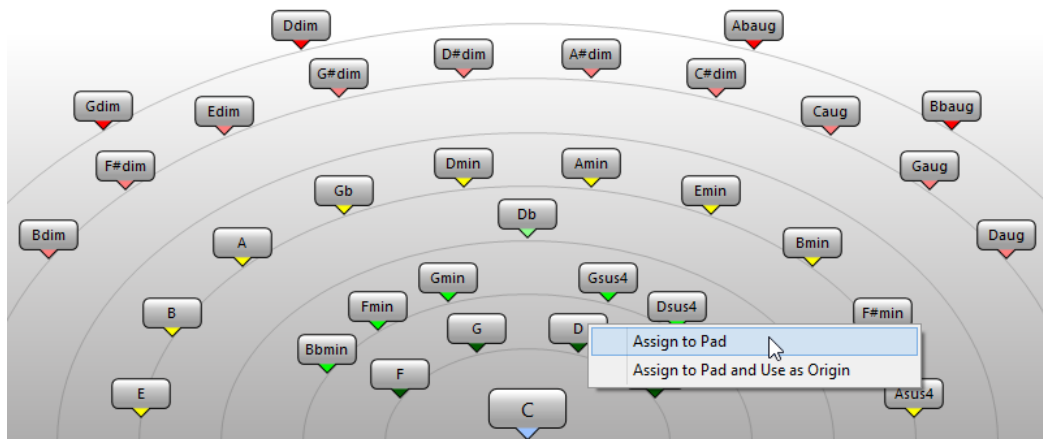 Ddim
Abaug
D#dim
A#dim
G#dim
C#dim
Gdim
Edim
Caug
Bbaug
F#dim
Dmin
Amin
Gaug
Gb
Emin
Db
Bdim
A
Bmin
Daug
Gmin
Gsus4
Fmin
Dsus4
B
F#min
G
D
Assign to Pad
Bbmin
Assign to Pad and Use as Origin
F
E
Asus4
C